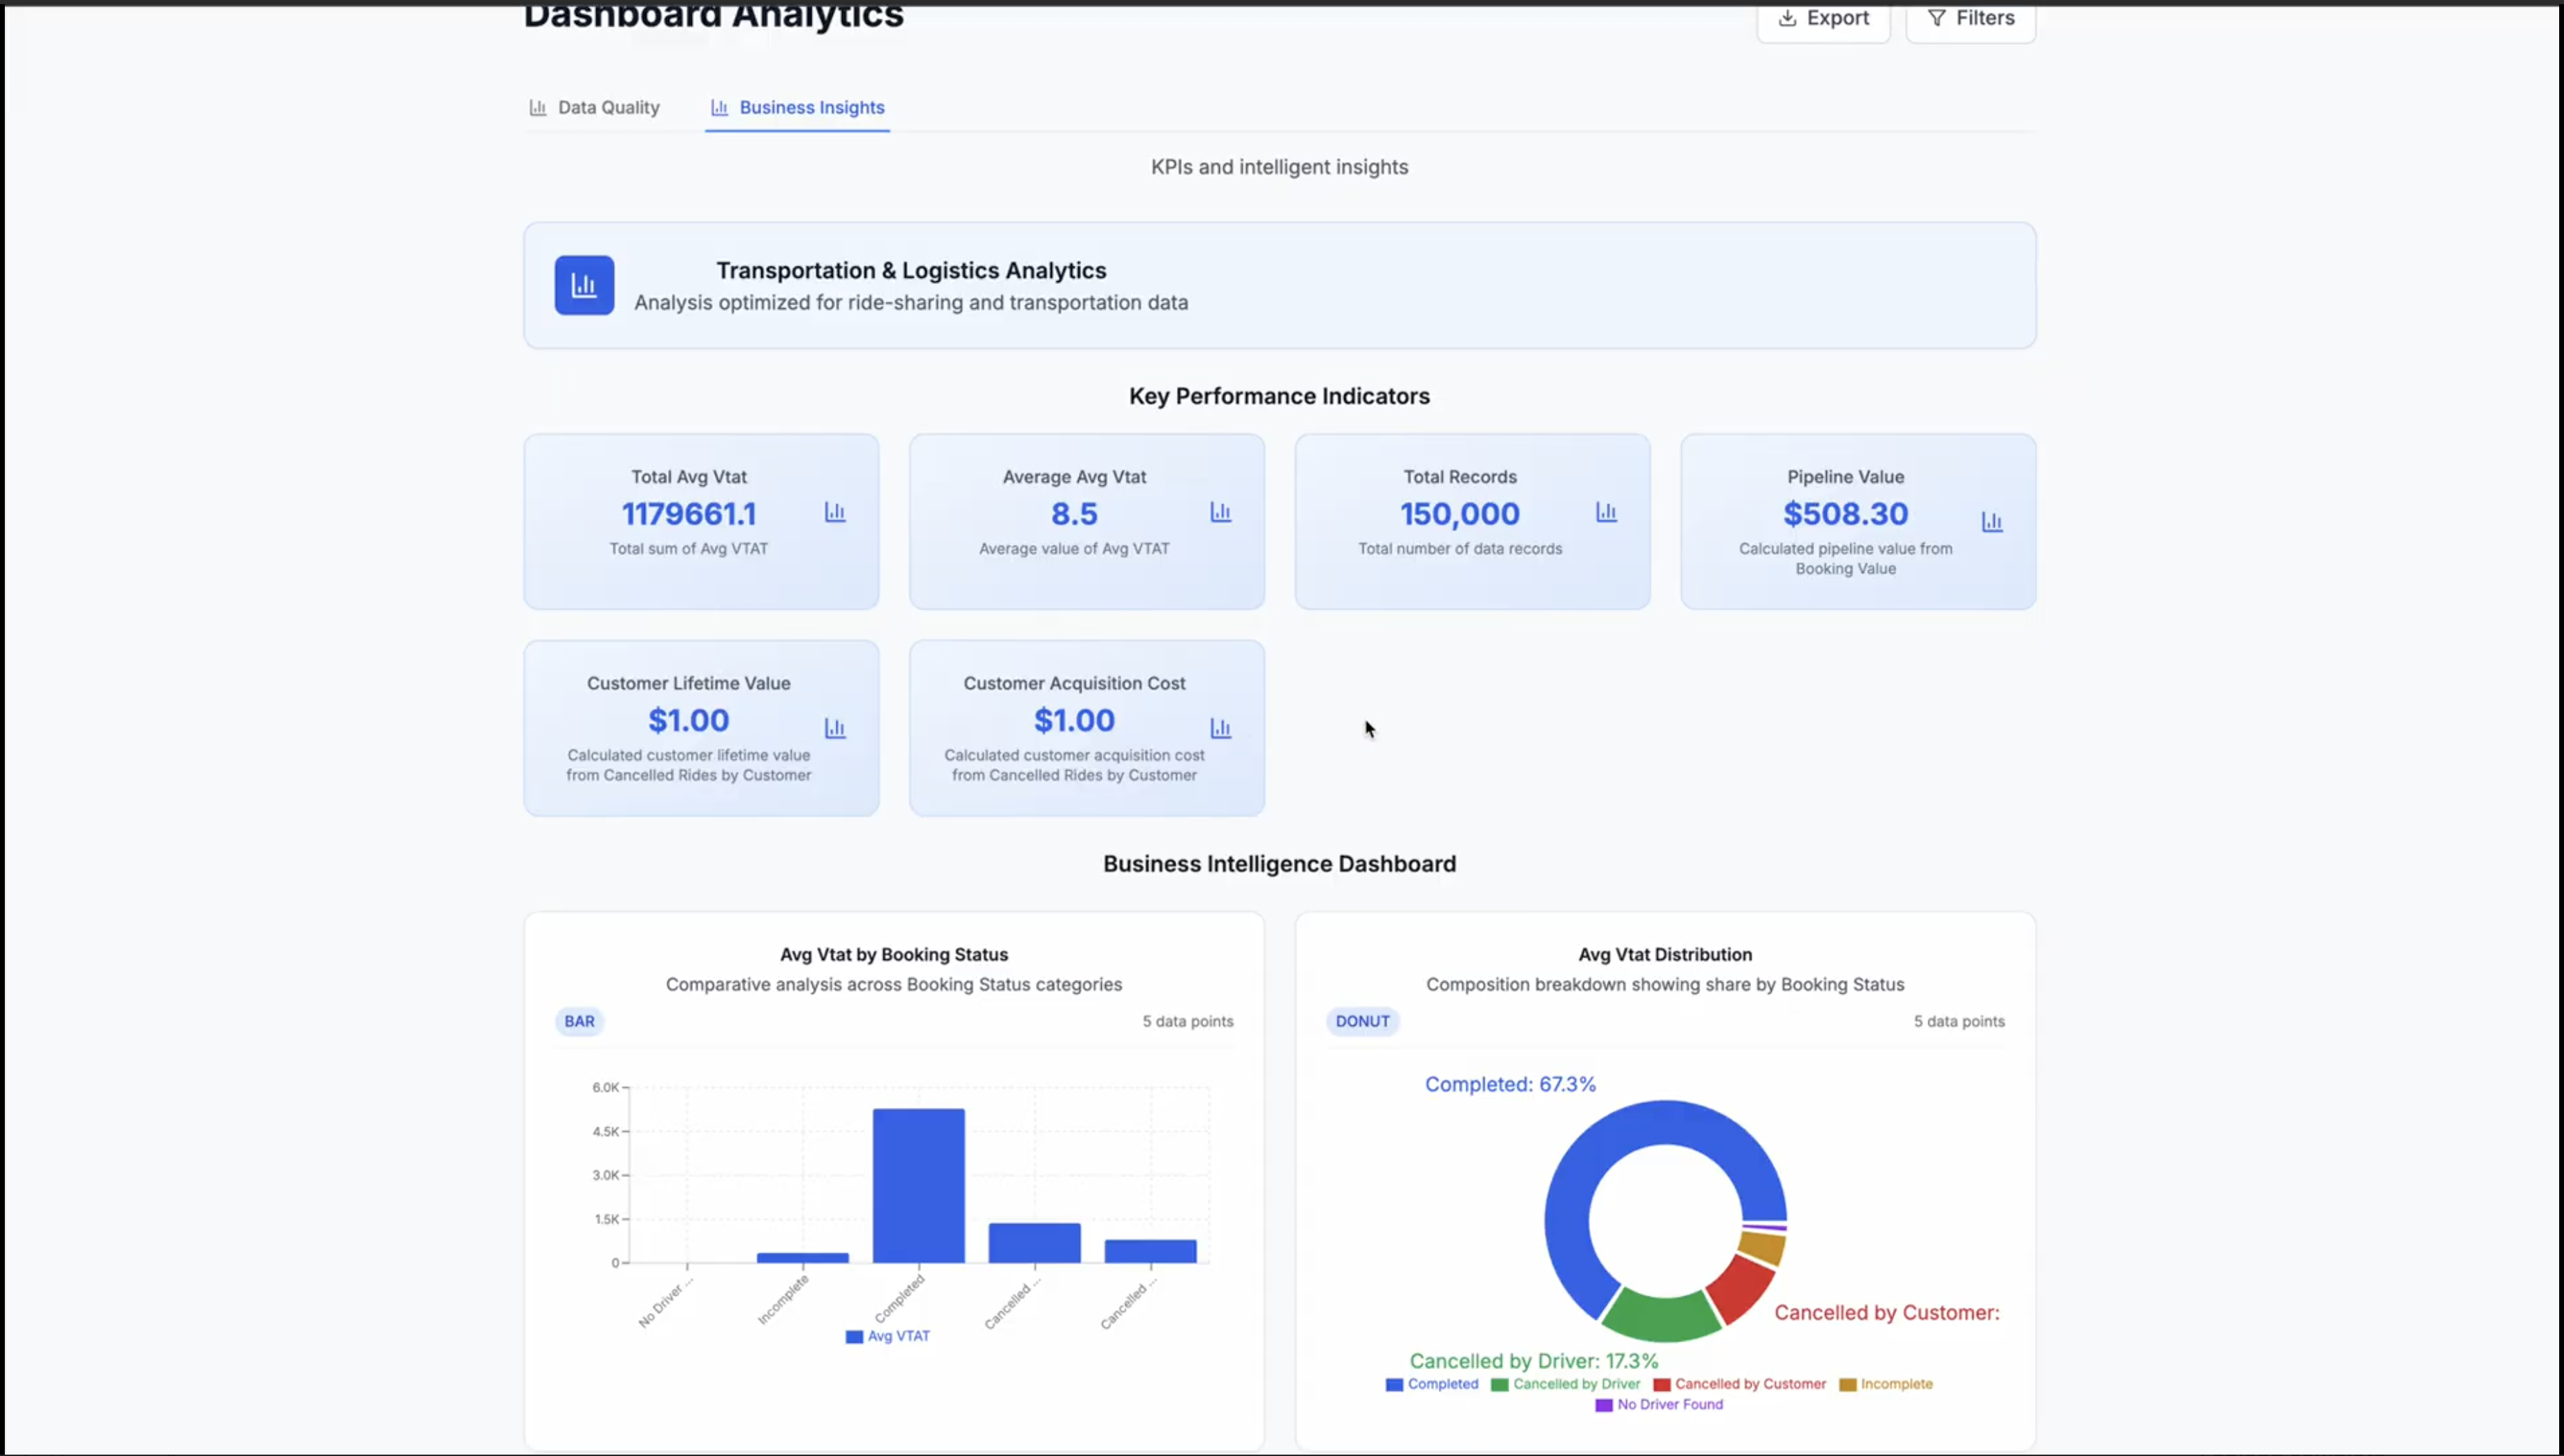 Dashboard Analytics
Export
Filters
Data Quality
Business Insights
KPIs and intelligent insights
Transportation & Logistics Analytics
Analysis optimized for ride-sharing and transportation data
Key Performance Indicators
Total Avg Vtat
1179661.1
Total sum of Avg VTAT
Average Avg Vtat
8.5
Average value of Avg VTAT
Total Records
150,000
Total number of data records
Pipeline Value
$508.30
Calculated pipeline value from
Booking Value
Customer Lifetime Value
$1.00
Calculated customer lifetime value
from Cancelled Rides by Customer
Customer Acquisition Cost
$1.00
Calculated customer acquisition cost
from Cancelled Rides by Customer
Business Intelligence Dashboard
Avg Vtat by Booking Status
Comparative analysis across Booking Status categories
BAR
5 data points
6.0K
4.5K
3.0K
1.5K
0
No Driver ...
Incomplete
Completed
Cancelled ...
Cancelled ...
Avg VTAT
Avg Vtat Distribution
Composition breakdown showing share by Booking Status
DONUT
5 data points
Completed: 67.3%
Cancelled by Customer:
Cancelled by Driver: 17.3%
Completed
Cancelled by Driver
Cancelled by Customer
Incomplete
No Driver Found